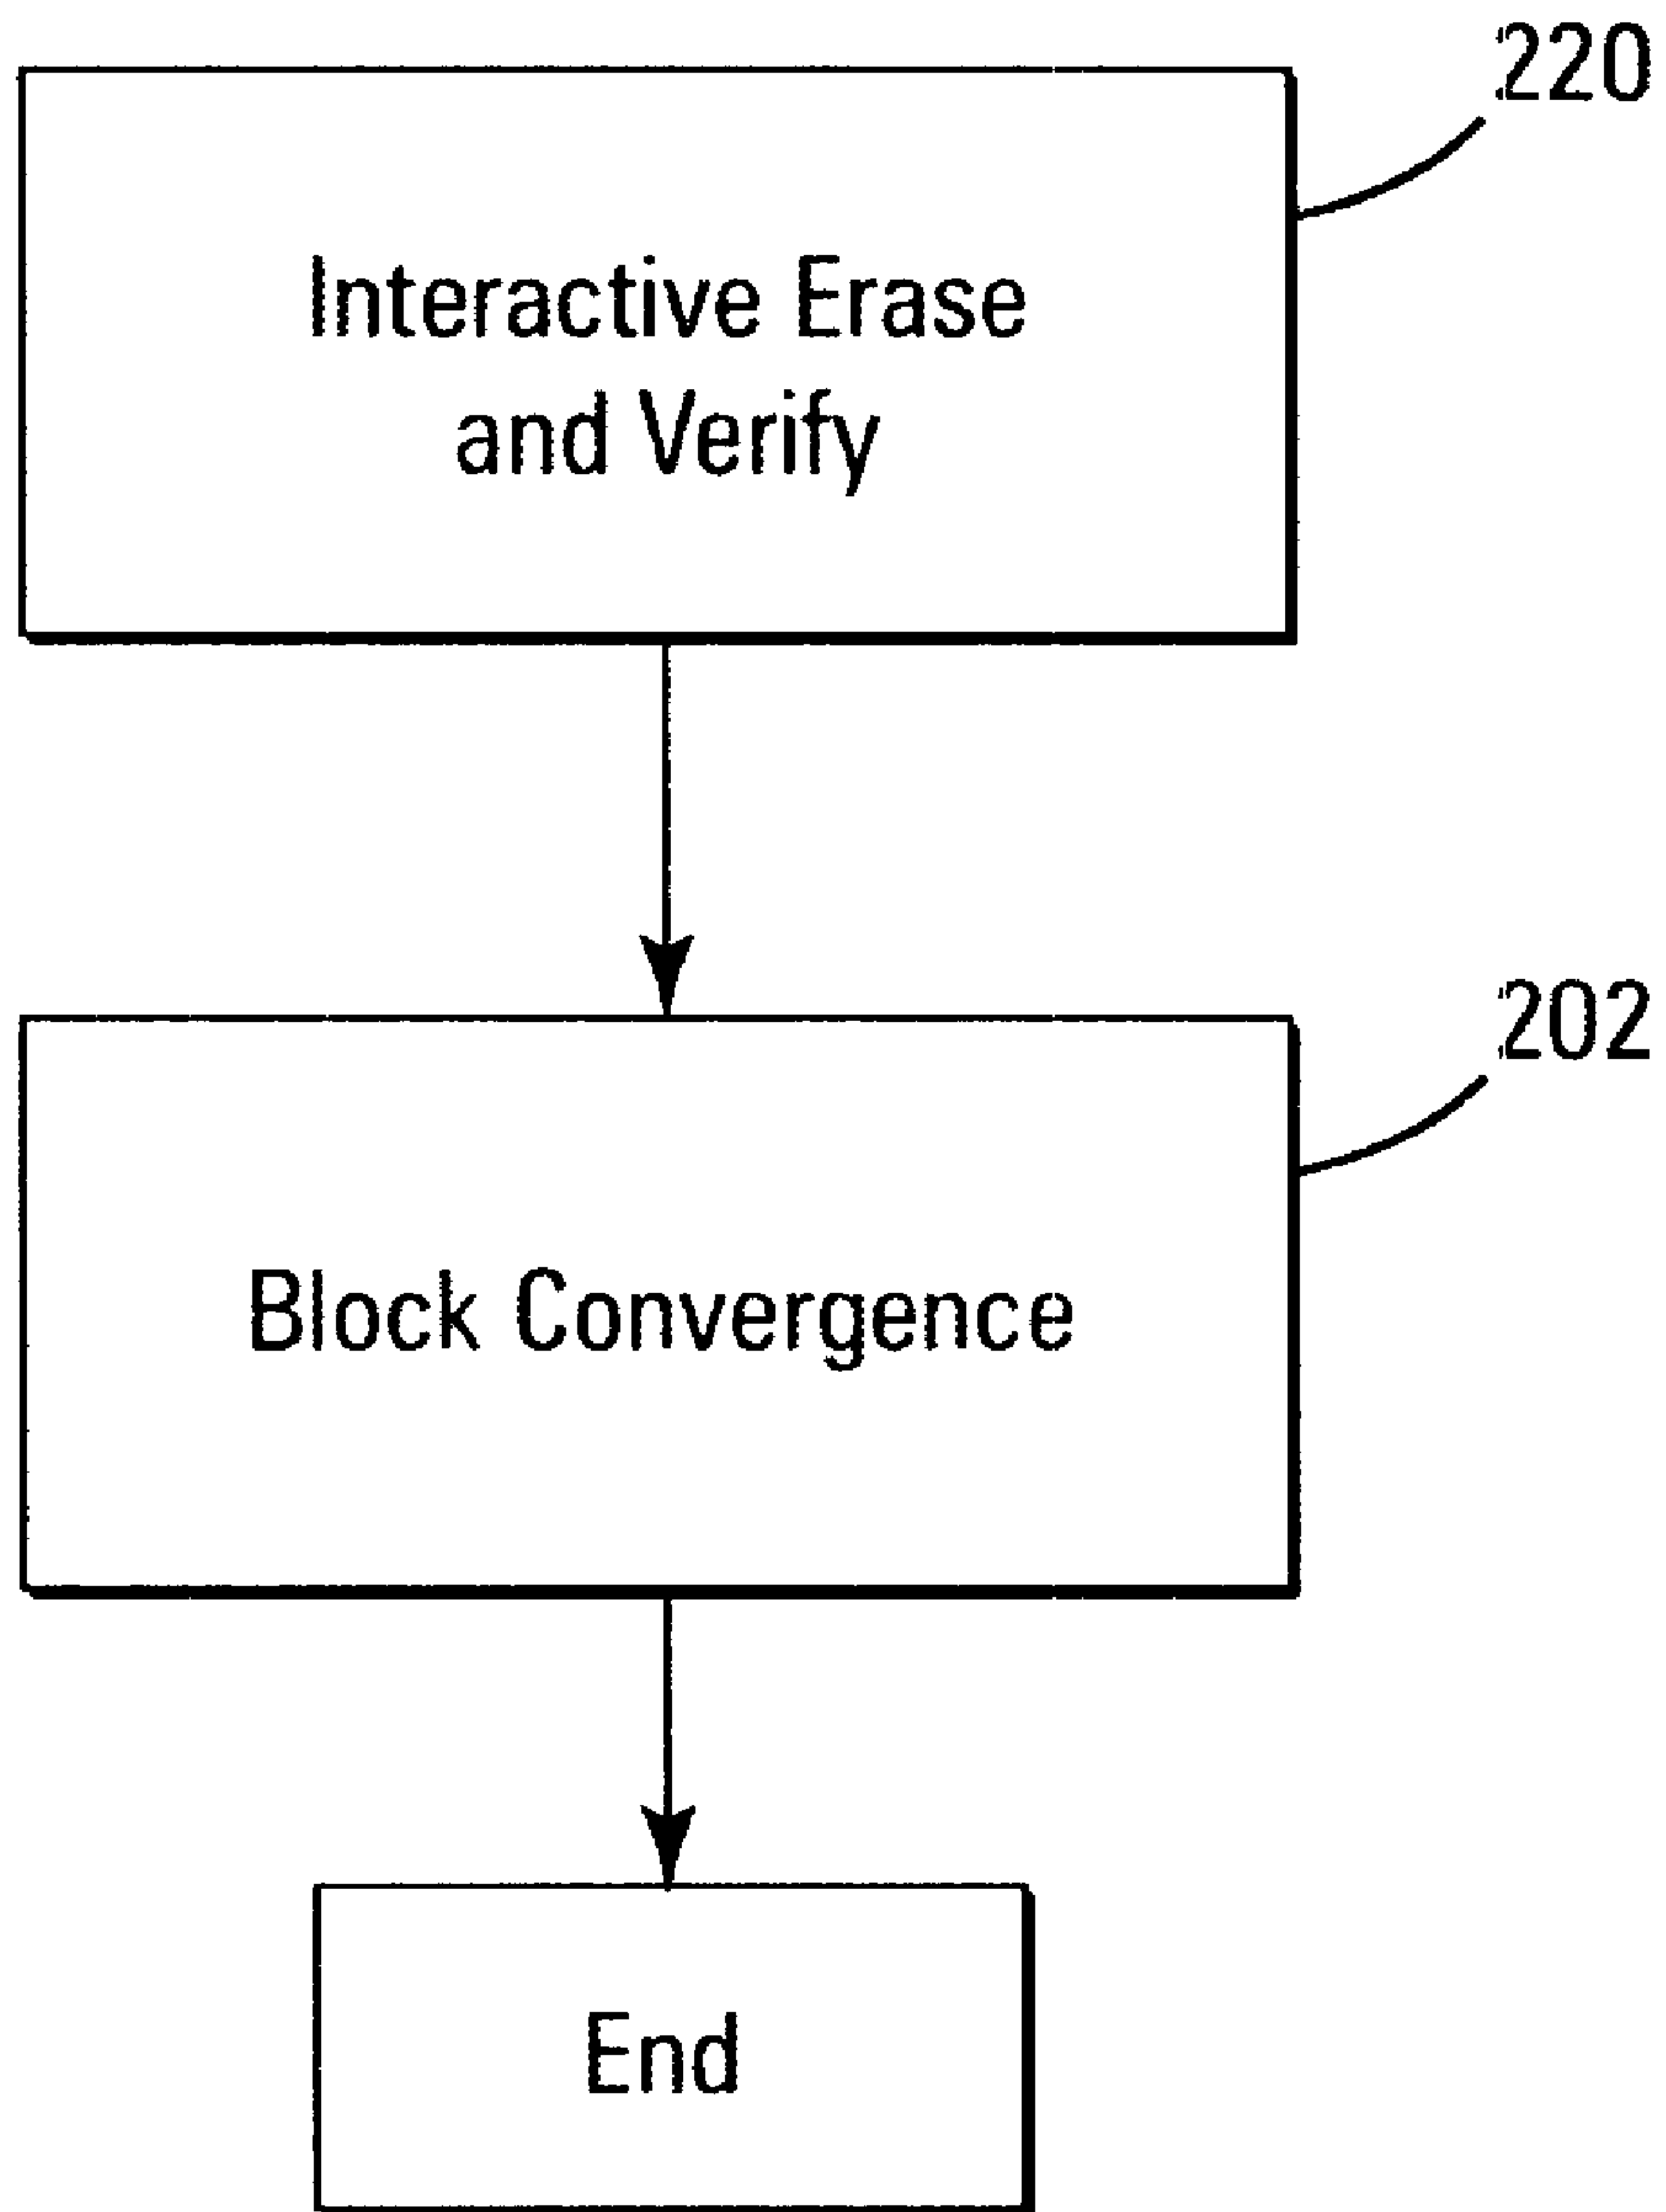 220
Interactive Erase
and Verify
202
Block Convergence
End